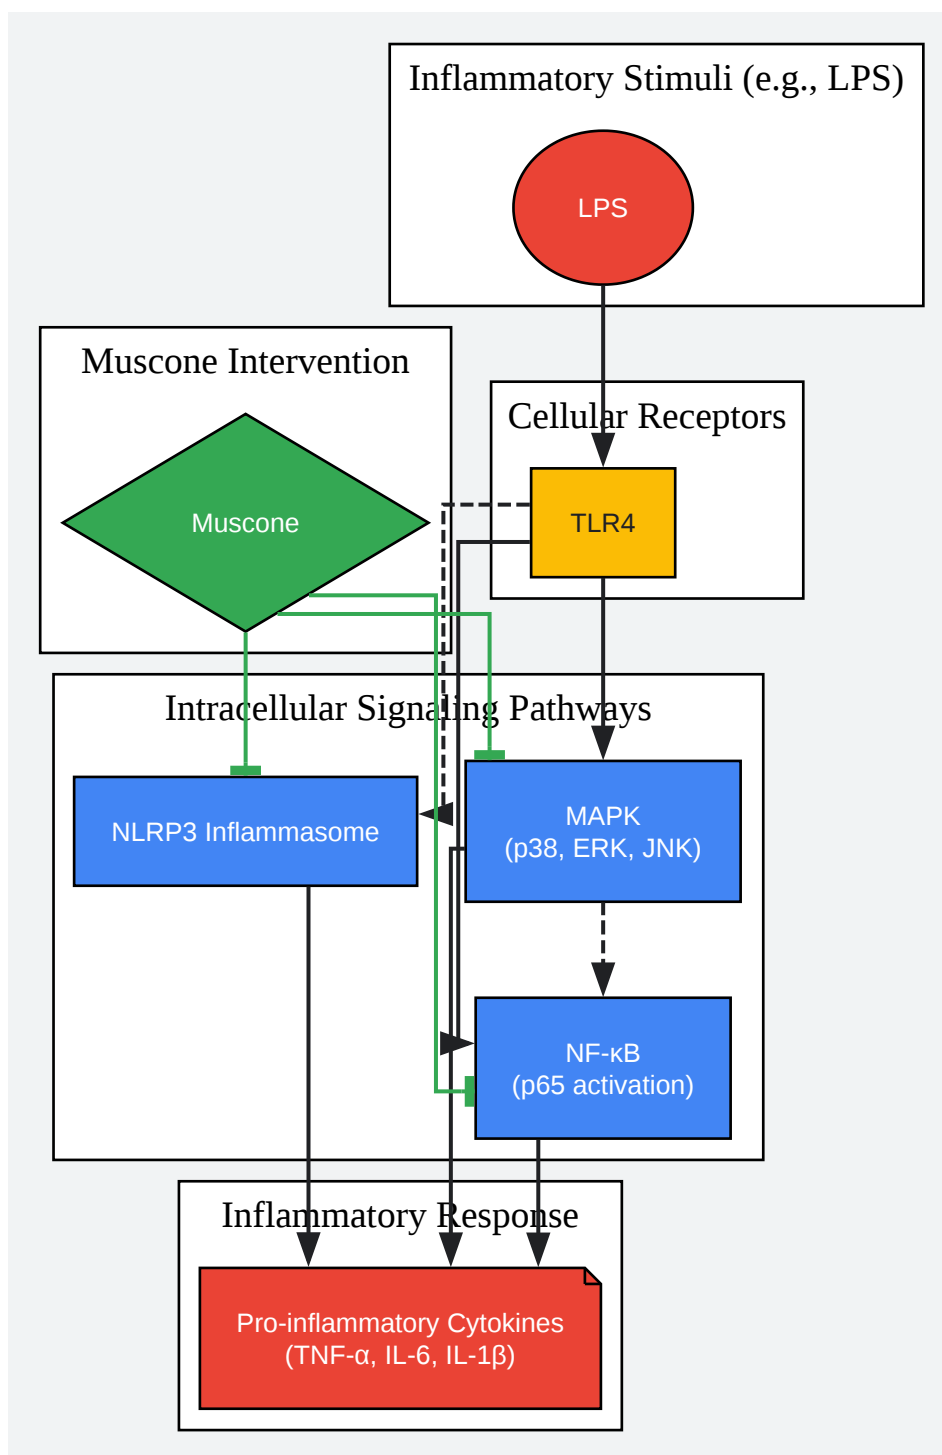 Inflammatory Stimuli (e.g., LPS)
LPS
Muscone Intervention
Muscone
Cellular Receptors
TLR4
Intracellular Signaling Pathways
NLRP3 Inflammasome
MAPK
(p38, ERK, JNK)
NF-κB
(p65 activation)
Inflammatory Response
Pro-inflammatory Cytokines
(TNF-α, IL-6, IL-1β)